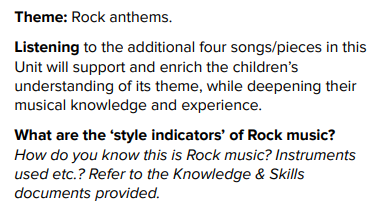 Theme: Rock anthems.
Listening to the additional four songs/pieces in this
Unit will support and enrich the children’s
understanding of its theme, while deepening their
musical knowledge and experience.
What are the ‘style indicators’ of Rock music?
How do you know this is Rock music? Instruments
used etc.? Refer to the Knowledge & Skills
documents provided.